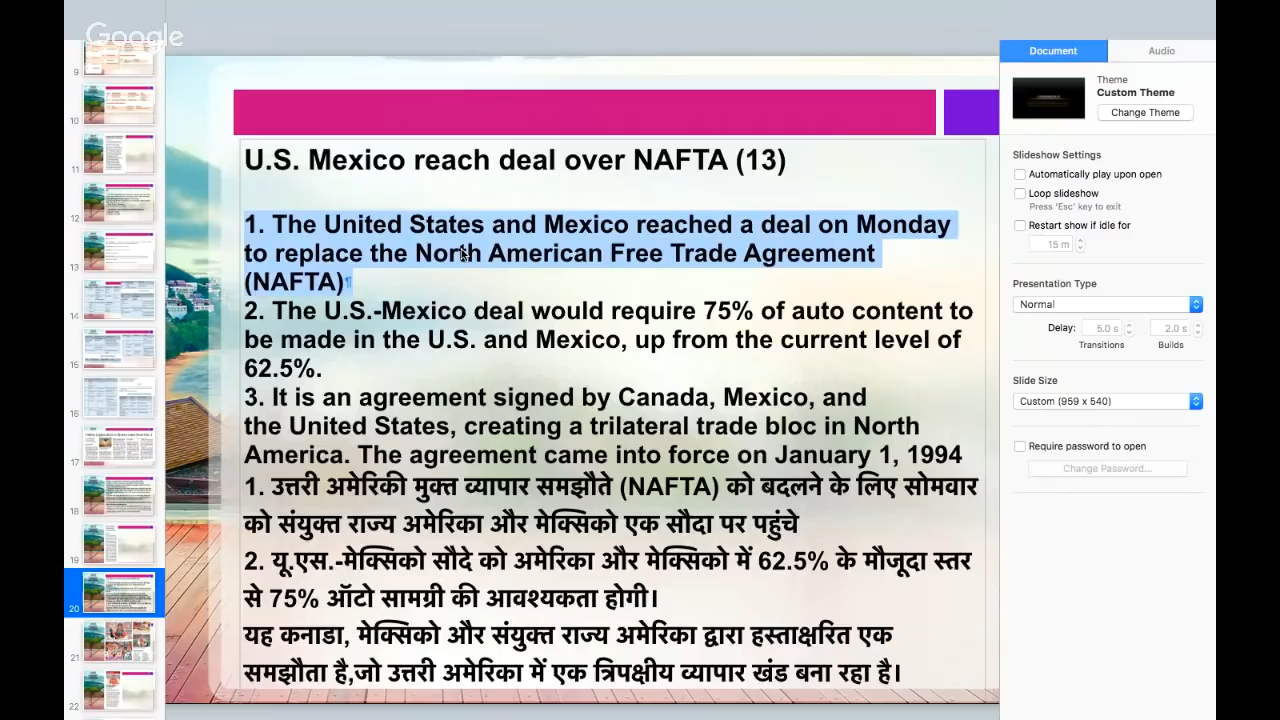 Google
9
10
11
12
13
14
15
16
17
18
19
20
21
22
U.S. Mexico reach deal over NAFTA (13)
1. The United States and Mexico reached a deal on Monday
to replace the North American Free Trade Agreement
(NAFTA)
2. The U.S.-Mexico deal would require 75% of auto content to
be made in the U.S. and Mexico, up from the current level of
62.5%.
3. It is an agreement signed by Canada, Mexico, and
the United States, creating a trilateral trade bloc in North
America. The agreement came into force on January 1, 1994
1. उत्तरी अमेरिकी मुक्त व्यापार समझौते (NAFTA) को बदलने के लिए सोमवार
को संयुक्त राज्य अमेरिका और मेक्सिको एक सौदा पर पहुंचे
2. यू.एस.-मेक्सिको सौदे को अमेरिका और मेक्सिको में 62.5% के मौजूदा स्तर
से 75% ऑटो सामग्री की आवश्यकता होगी।
यह कनाडा, मेक्सिको और संयुक्त राज्य अमेरिका द्वारा हस्ताक्षरित एक
समझौता है,जो उत्तरी अमेरिका में एक त्रिपक्षीय व्यापार खंड बना रहा है।
Document Audio
Theme
Custom Theme
Change Theme
Slideshow Settings
Automatically play upon open
Loop slideshow
Press 'Esc' key to exit
Restart show if idle for
15 m
Presentation Type
Normal
Delay: 5.0 s 2.0 s
Transitions Builds
Slide Size
Custom (959 x 540)
Require password to open
Change Password...